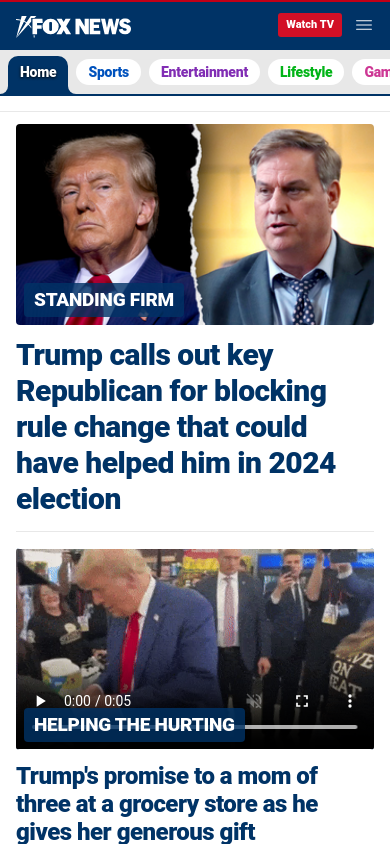 FOX NEWS
Watch TV
Home Sports Entertainment Lifestyle Gam
STANDING FIRM
Trump calls out key
Republican for blocking
rule change that could
have helped him in 2024
election
0:00 / 0:05
HELPING THE HURTING
Trump's promise to a mom of
three at a grocery store as he
gives her generous gift